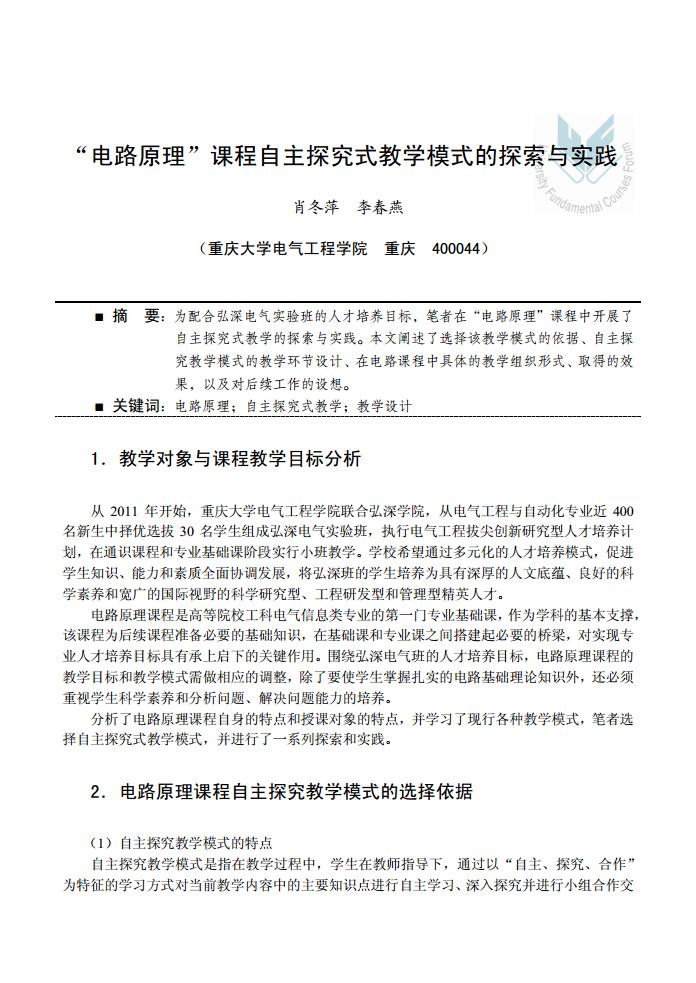 “电路原理”课程自主探究式教学模式的探索与实践
肖冬萍 李春燕
（重庆大学电气工程学院 重庆 400044）
■ 摘 要：为配合弘深电气实验班的人才培养目标，笔者在“电路原理”课程中开展了
自主探究式教学的探索与实践。本文阐述了选择该教学模式的依据、自主探
究教学模式的教学环节设计、在电路课程中具体的教学组织形式、取得的效
果，以及对后续工作的设想。
■ 关键词：电路原理；自主探究式教学；教学设计
1．教学对象与课程教学目标分析
从 2011 年开始，重庆大学电气工程学院联合弘深学院，从电气工程与自动化专业近 400
名新生中择优选拔 30 名学生组成弘深电气实验班，执行电气工程拔尖创新研究型人才培养计
划，在通识课程和专业基础课阶段实行小班教学。学校希望通过多元化的人才培养模式，促进
学生知识、能力和素质全面协调发展，将弘深班的学生培养为具有深厚的人文底蕴、良好的科
学素养和宽广的国际视野的科学研究型、工程研发型和管理型精英人才。
电路原理课程是高等院校工科电气信息类专业的第一门专业基础课，作为学科的基本支撑，
该课程为后续课程准备必要的基础知识，在基础课和专业课之间搭建起必要的桥梁，对实现专
业人才培养目标具有承上启下的关键作用。围绕弘深电气班的人才培养目标，电路原理课程的
教学目标和教学模式需做相应的调整，除了要使学生掌握扎实的电路基础理论知识外，还必须
重视学生科学素养和分析问题、解决问题能力的培养。
分析了电路原理课程自身的特点和授课对象的特点，并学习了现行各种教学模式，笔者选
择自主探究式教学模式，并进行了一系列探索和实践。
2．电路原理课程自主探究教学模式的选择依据
（1）自主探究教学模式的特点
自主探究教学模式是指在教学过程中，学生在教师指导下，通过以“自主、探究、合作”
为特征的学习方式对当前教学内容中的主要知识点进行自主学习、深入探究并进行小组合作交